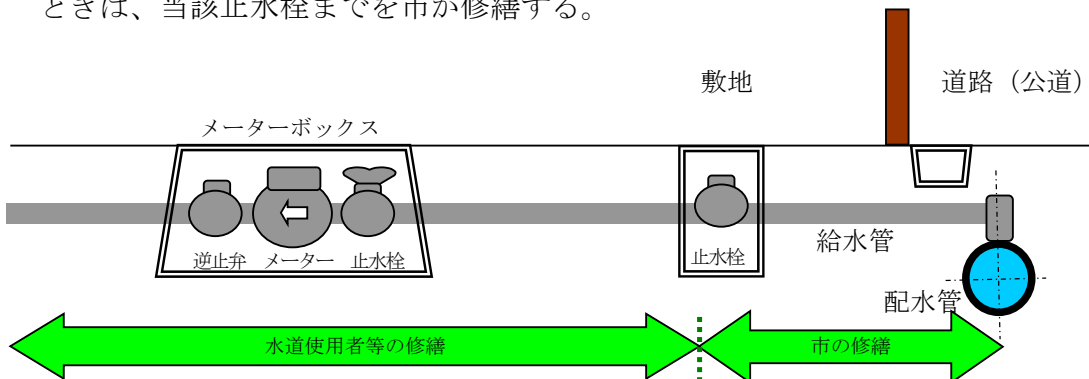 ときは、当該止水栓までを市が修繕する。
敷地
道路（公道）
メーターボックス
逆止弁
メーター
止水栓
止水栓
給水管
配水管
水道使用者等の修繕
市の修繕